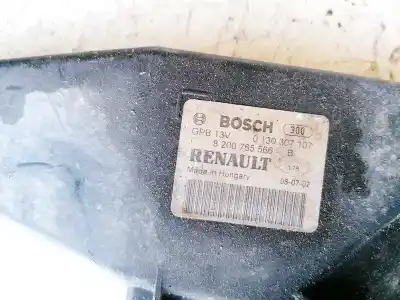 BOSCH 300
GPB 13V 0 130 307 107
8 200 765 566 B
RENAULT
Made in Hungary 08-07-02